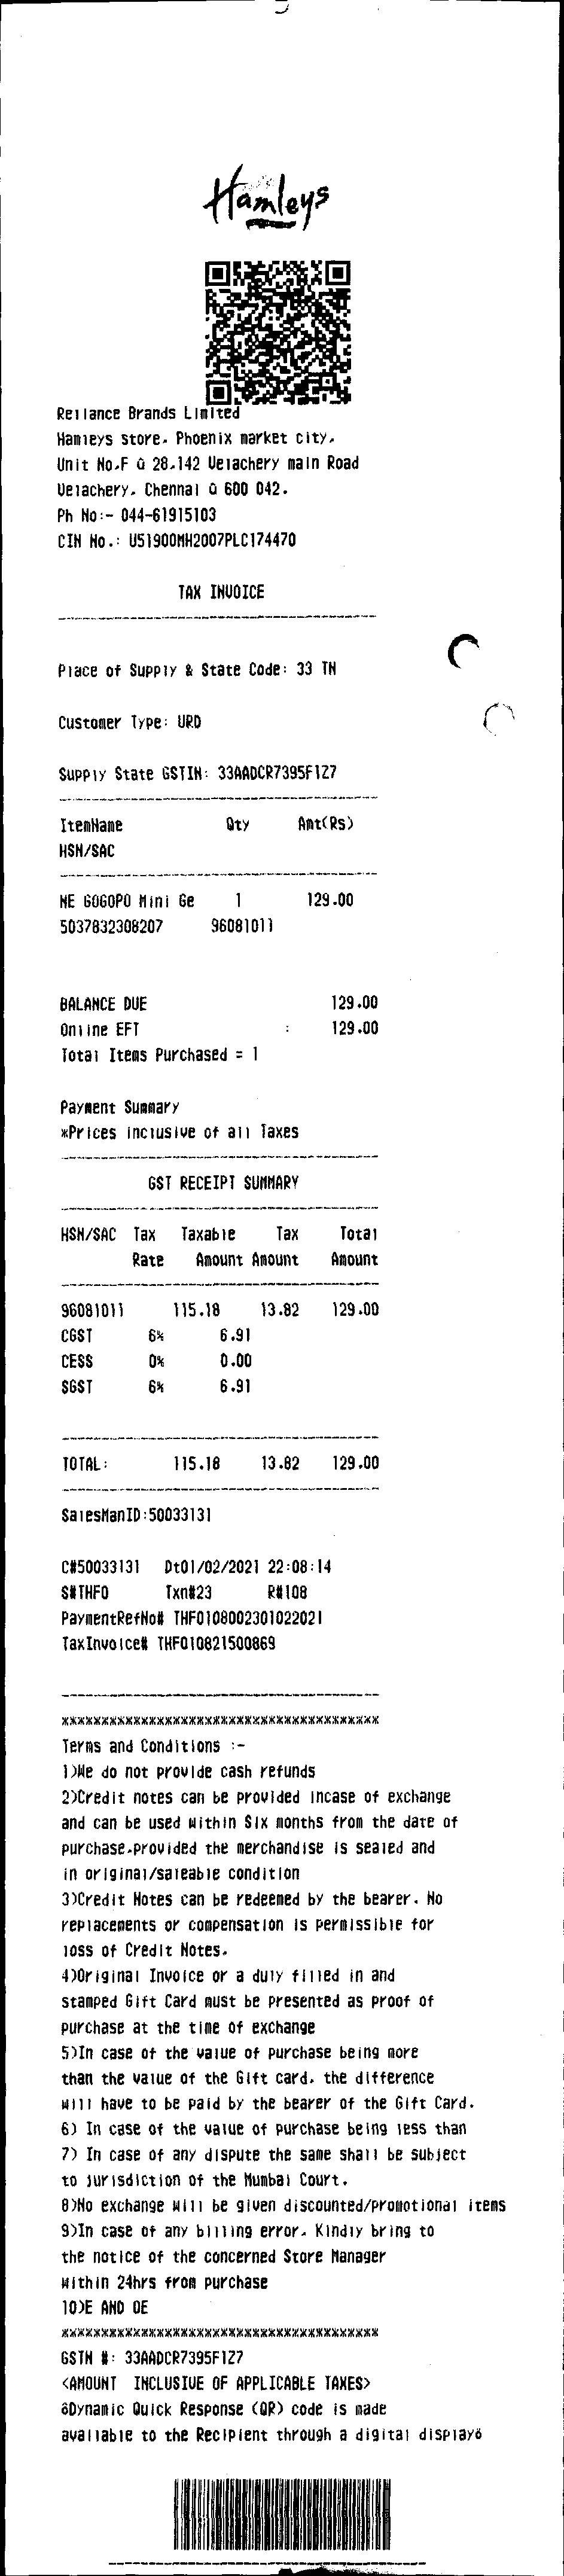 Hamleys
Reliance Brands Limited
Hamleys store, Phoenix market city,
Unit No.F û 28,142 Velachery main Road
Velachery, Chennai û 600 042.
Ph No:- 044-61915103
CIN No.: U51900MH2007PLC174470
TAX INVOICE
Place of Supply & State Code: 33 TN
Customer Type: URD
Supply State GSTIN: 33AADCR7395F1Z7
ItemName Qty Amt(Rs)
HSN/SAC
NE GOGOPO Mini Ge 1 129.00
5037832308207 96081011
BALANCE DUE 129.00
Online EFT : 129.00
Total Items Purchased = 1
Payment Summary
*Prices inclusive of all Taxes
GST RECEIPT SUMMARY
HSN/SAC Tax Taxable Tax Total
Rate Amount Amount Amount
96081011 115.18 13.82 129.00
CGST 6% 6.91
CESS 0% 0.00
SGST 6% 6.91
TOTAL: 115.18 13.82 129.00
SalesManID:50033131
C#50033131 Dt01/02/2021 22:08:14
S#THFO Txn#23 R#108
PaymentRefNo# THF0108002301022021
TaxInvoice# THF010821500869
****************************************
Terms and Conditions :-
1)We do not provide cash refunds
2)Credit notes can be provided incase of exchange
and can be used within Six months from the date of
purchase,provided the merchandise is sealed and
in original/saleable condition
3)Credit Notes can be redeemed by the bearer. No
replacements or compensation is permissible for
loss of Credit Notes.
4)Original Invoice or a duly filled in and
stamped Gift Card must be presented as proof of
purchase at the time of exchange
5)In case of the value of purchase being more
than the value of the Gift card, the difference
will have to be paid by the bearer of the Gift Card.
6) In case of the value of purchase being less than
7) In case of any dispute the same shall be subject
to jurisdiction of the Mumbai Court.
8)No exchange will be given discounted/promotional items
9)In case of any billing error, Kindly bring to
the notice of the concerned Store Manager
within 24hrs from purchase
10)E AND OE
****************************************
GSTN #: 33AADCR7395F1Z7
<AMOUNT INCLUSIVE OF APPLICABLE TAXES>
ôDynamic Quick Response (QR) code is made
available to the Recipient through a digital displayö